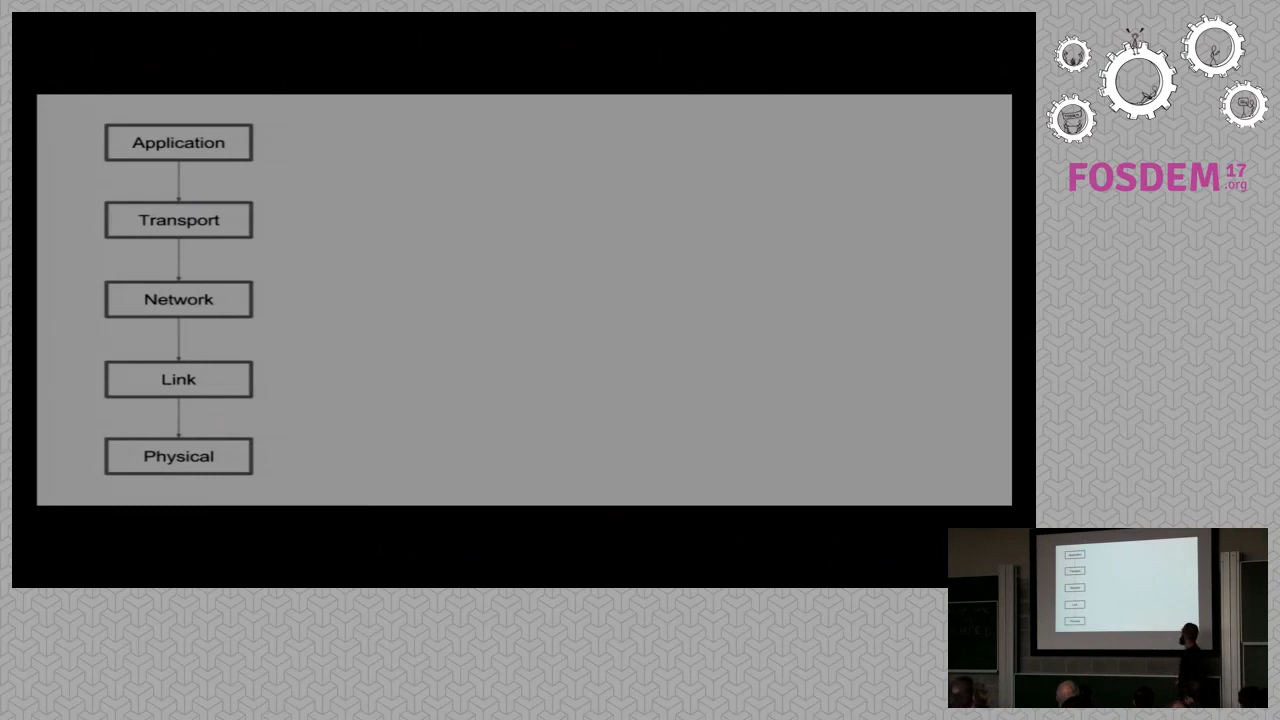 Application
Transport
Network
Link
Physical
FOSDEM 17
.org